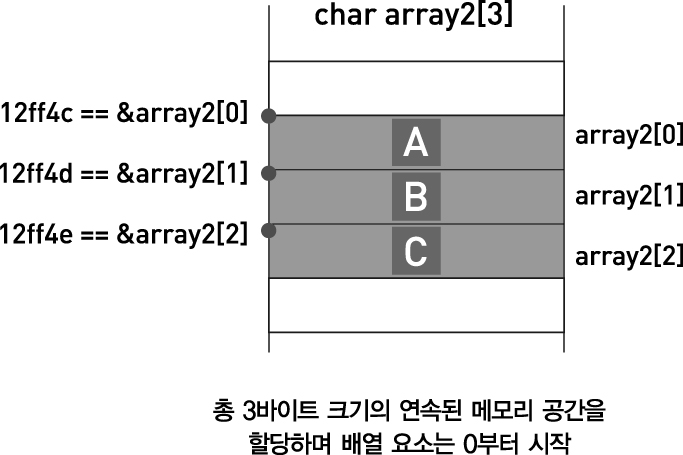 char array2[3]
12ff4c == &array2[0]
A
array2[0]
12ff4d == &array2[1]
B
array2[1]
12ff4e == &array2[2]
C
array2[2]
총 3바이트 크기의 연속된 메모리 공간을
할당하며 배열 요소는 0부터 시작